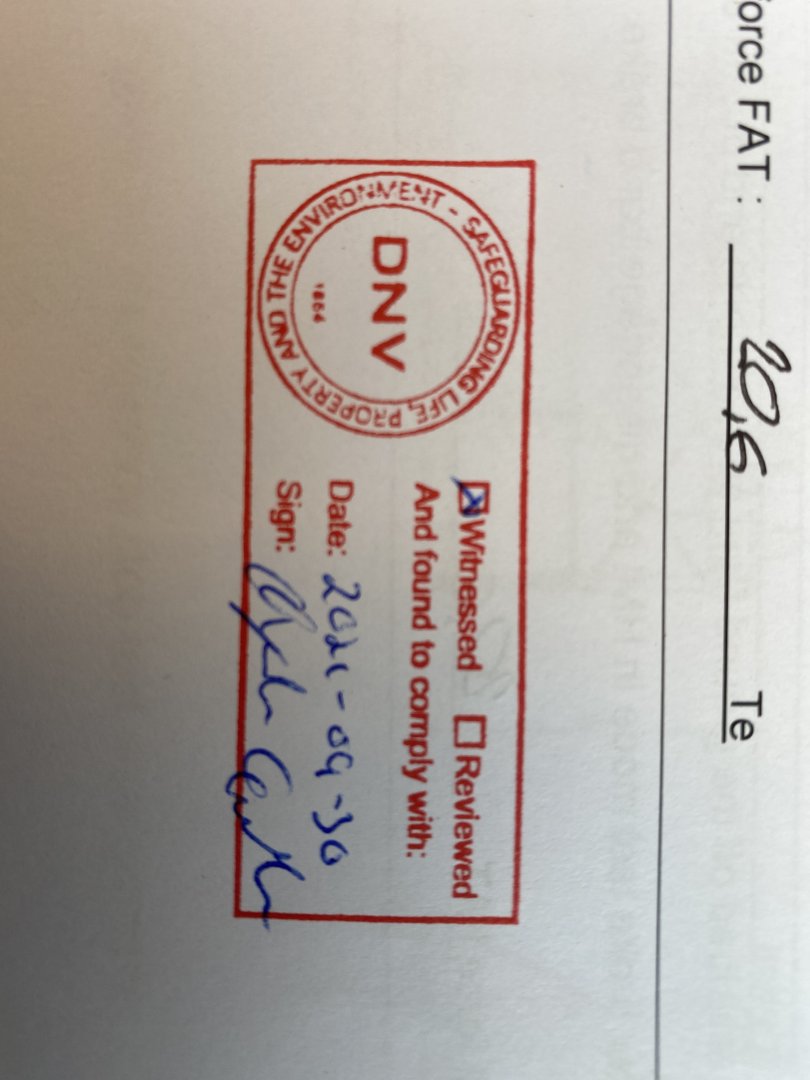 orce FAT : 20,6 Te
SAFEGUARDING LIFE, PROPERTY AND THE ENVIRONMENT -
DNV
1864
Witnessed Reviewed
And found to comply with:
Date: 2021-09-30
Sign: